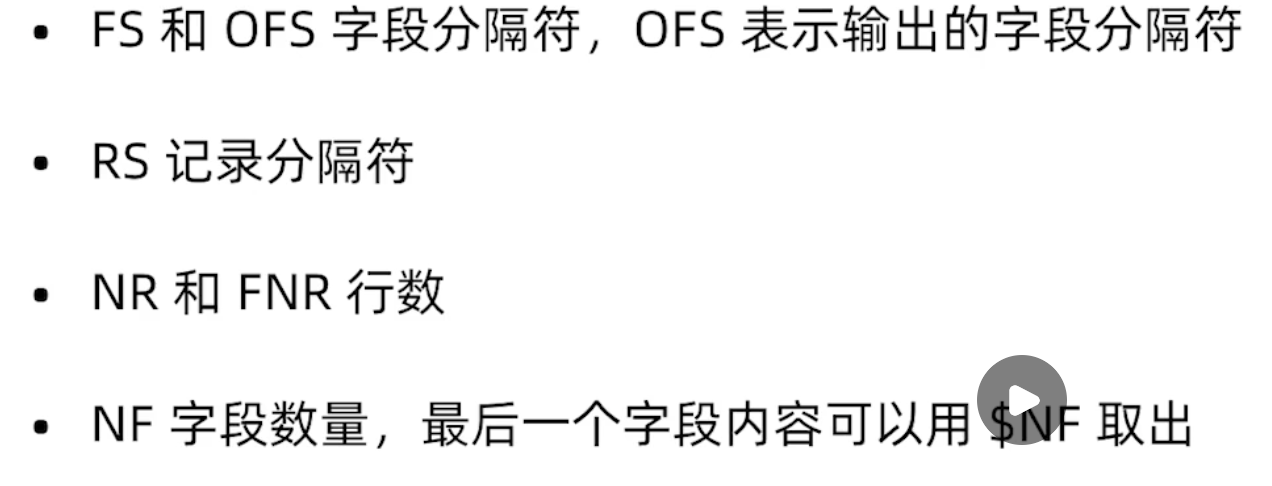 • FS 和 OFS 字段分隔符，OFS 表示输出的字段分隔符
• RS 记录分隔符
• NR 和 FNR 行数
• NF 字段数量，最后一个字段内容可以用 $NF 取出